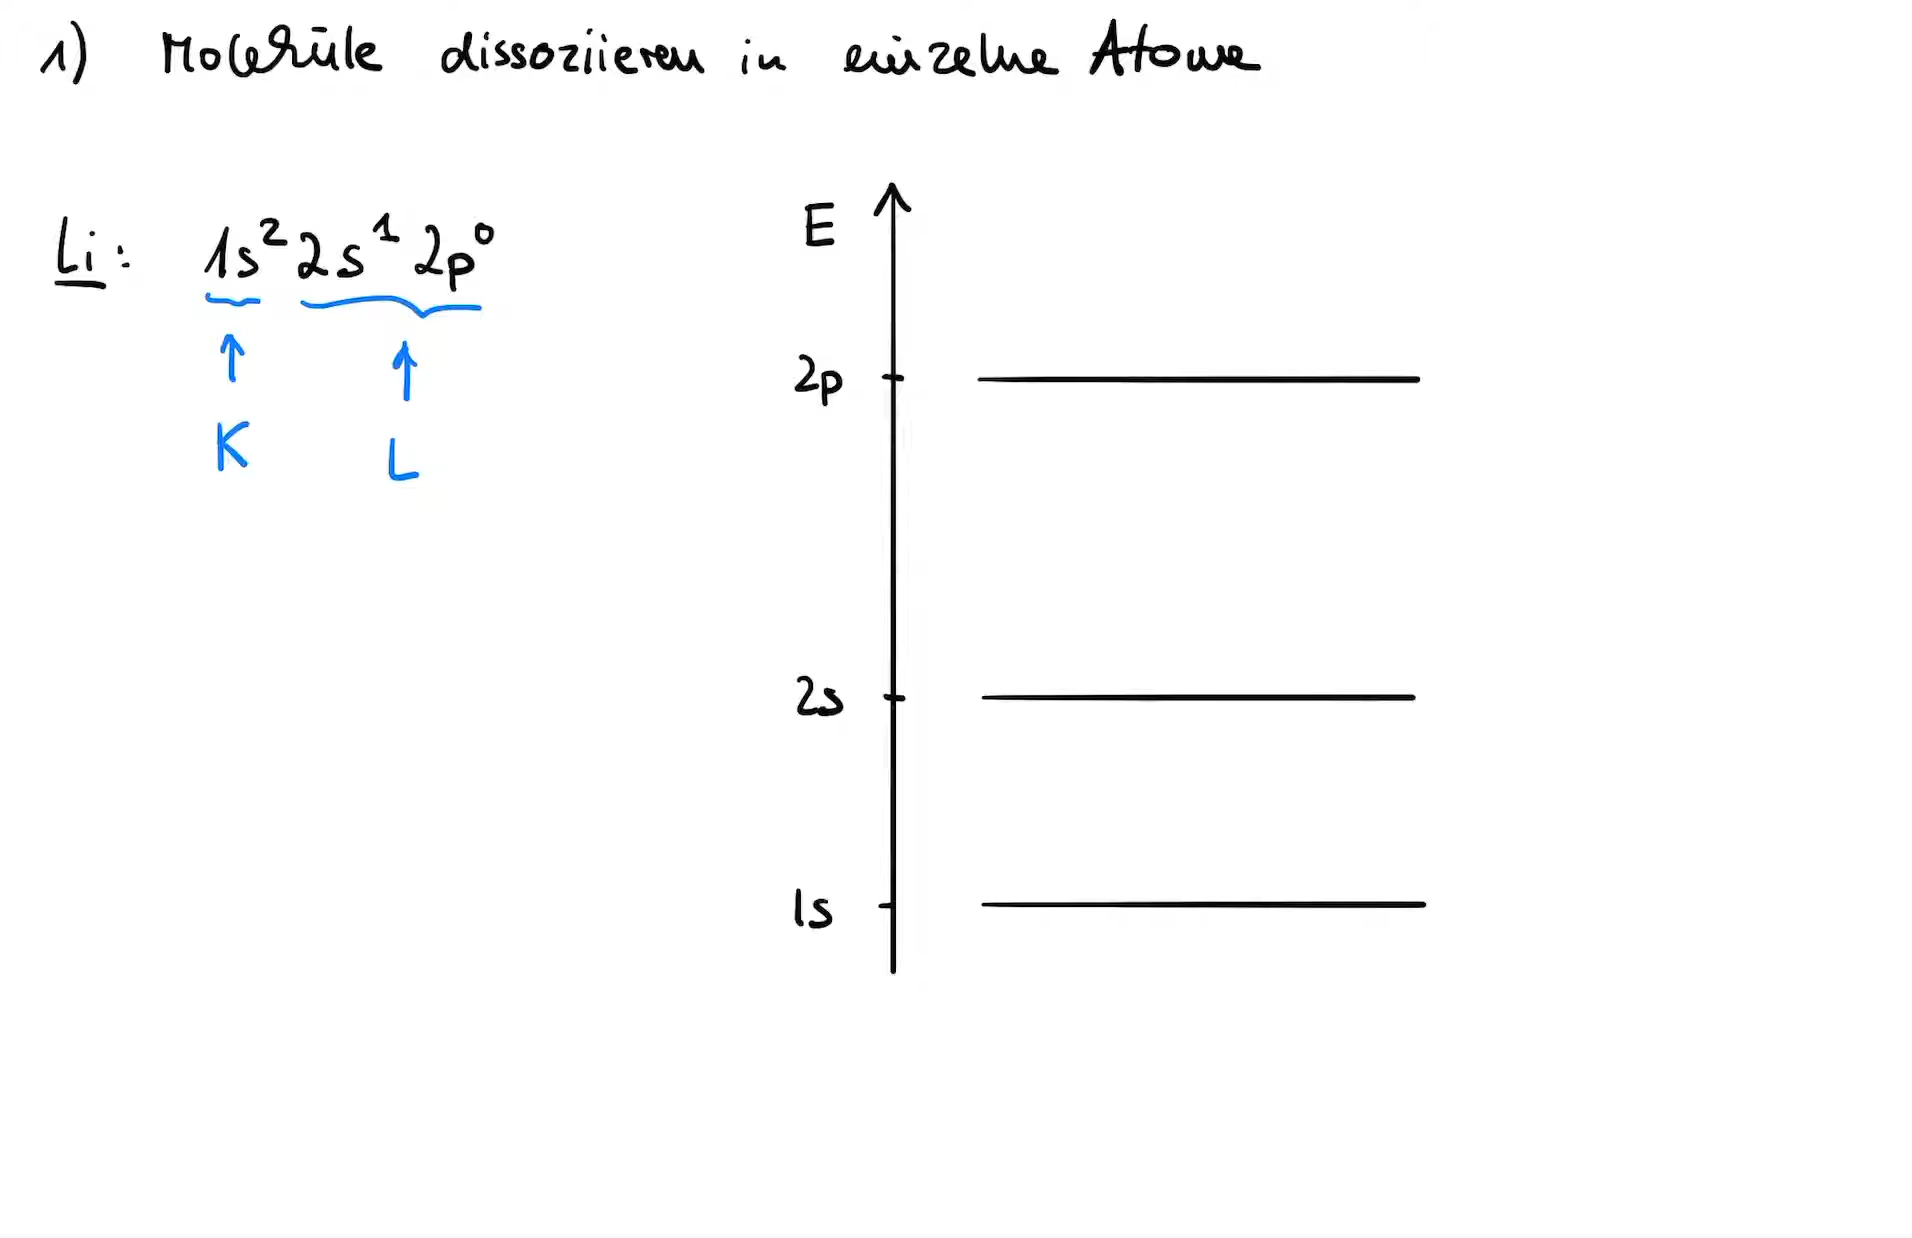 1) Moleküle dissoziieren in einzelne Atome
Li: 1s² 2s¹ 2p⁰
K
L
E
2p
2s
1s